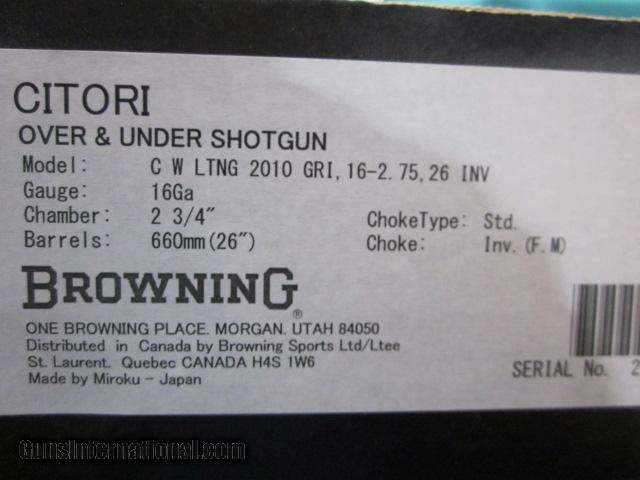 CITORI
OVER & UNDER SHOTGUN
Model: C W LTNG 2010 GRI, 16-2.75, 26 INV
Gauge: 16Ga
Chamber: 2 3/4" ChokeType: Std.
Barrels: 660mm(26") Choke: Inv.(F.M)
BROWNING®
ONE BROWNING PLACE. MORGAN. UTAH 84050
Distributed in Canada by Browning Sports Ltd/Ltee
St. Laurent. Quebec CANADA H4S 1W6
Made by Miroku - Japan
SERIAL No. 2
GunsInternational.com